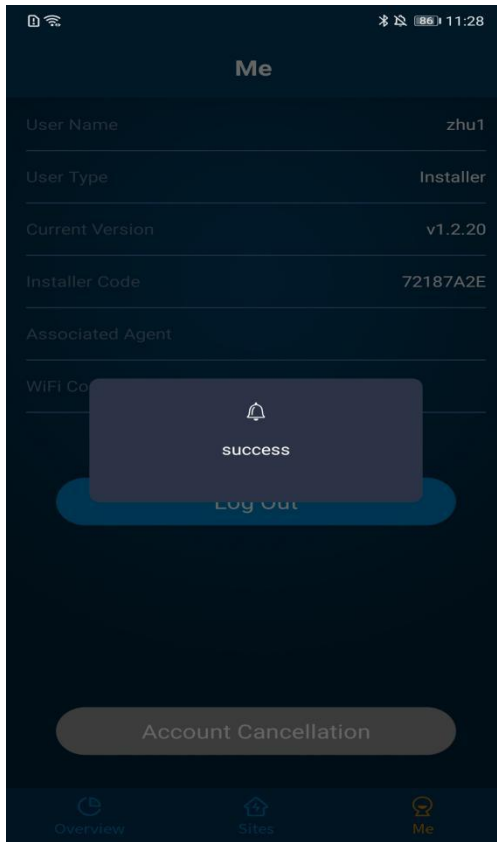 86 11:28
Me
User Name zhu1
User Type Installer
Current Version v1.2.20
Installer Code 72187A2E
Associated Agent
WiFi Co
success
Log Out
Account Cancellation
Overview Sites Me